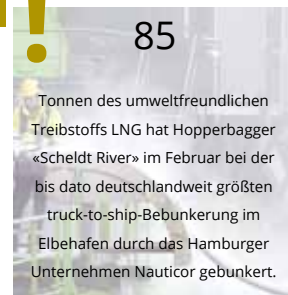 !
85
Tonnen des umweltfreundlichen
Treibstoffs LNG hat Hopperbagger
«Scheldt River» im Februar bei der
bis dato deutschlandweit größten
truck-to-ship-Bebunkerung im
Elbehafen durch das Hamburger
Unternehmen Nauticor gebunkert.